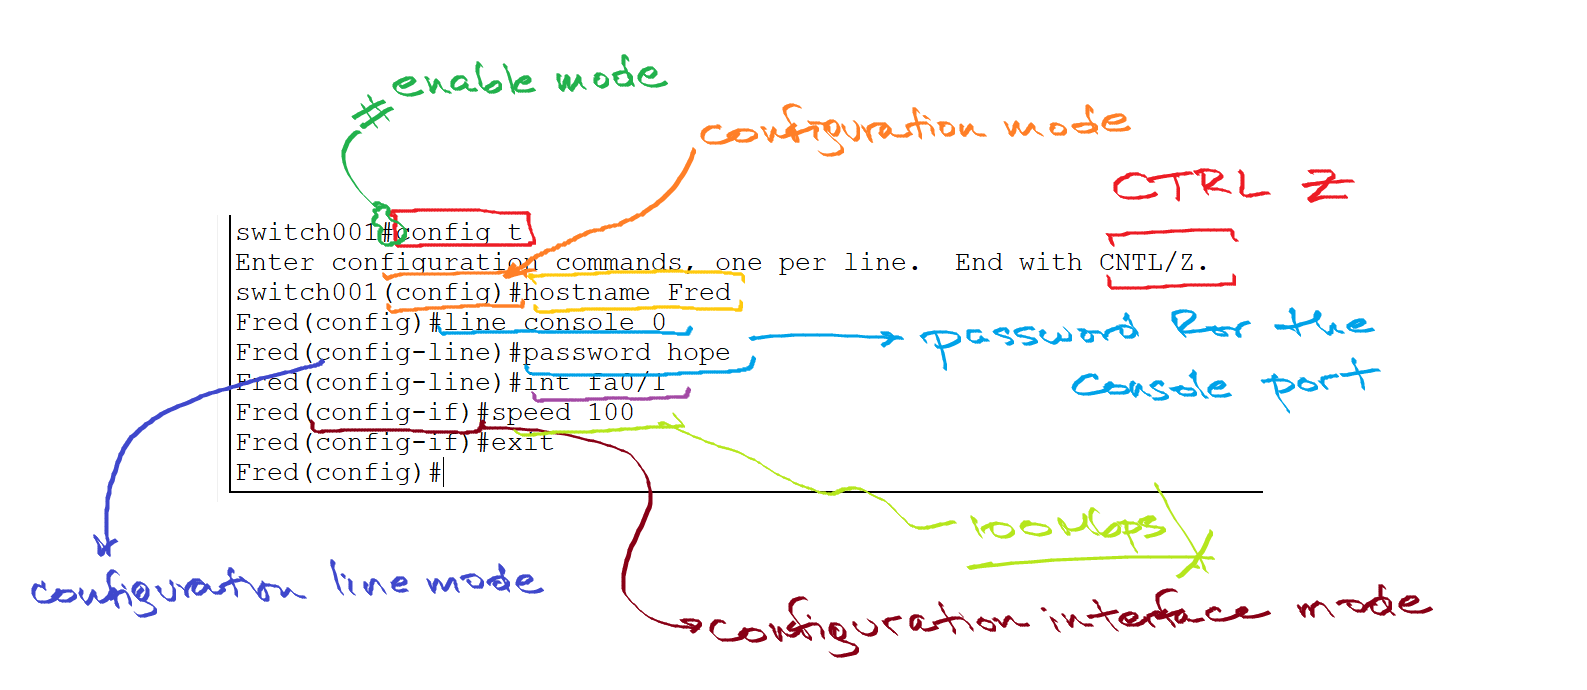 # enable mode
configuration mode
CTRL Z
switch001#config t
Enter configuration commands, one per line.  End with CNTL/Z.
switch001(config)#hostname Fred
Fred(config)#line console 0
Fred(config-line)#password hope
password for the
console port
Fred(config-line)#int fa0/1
Fred(config-if)#speed 100
Fred(config-if)#exit
Fred(config)#
100Mbps
configuration line mode
configuration interface mode